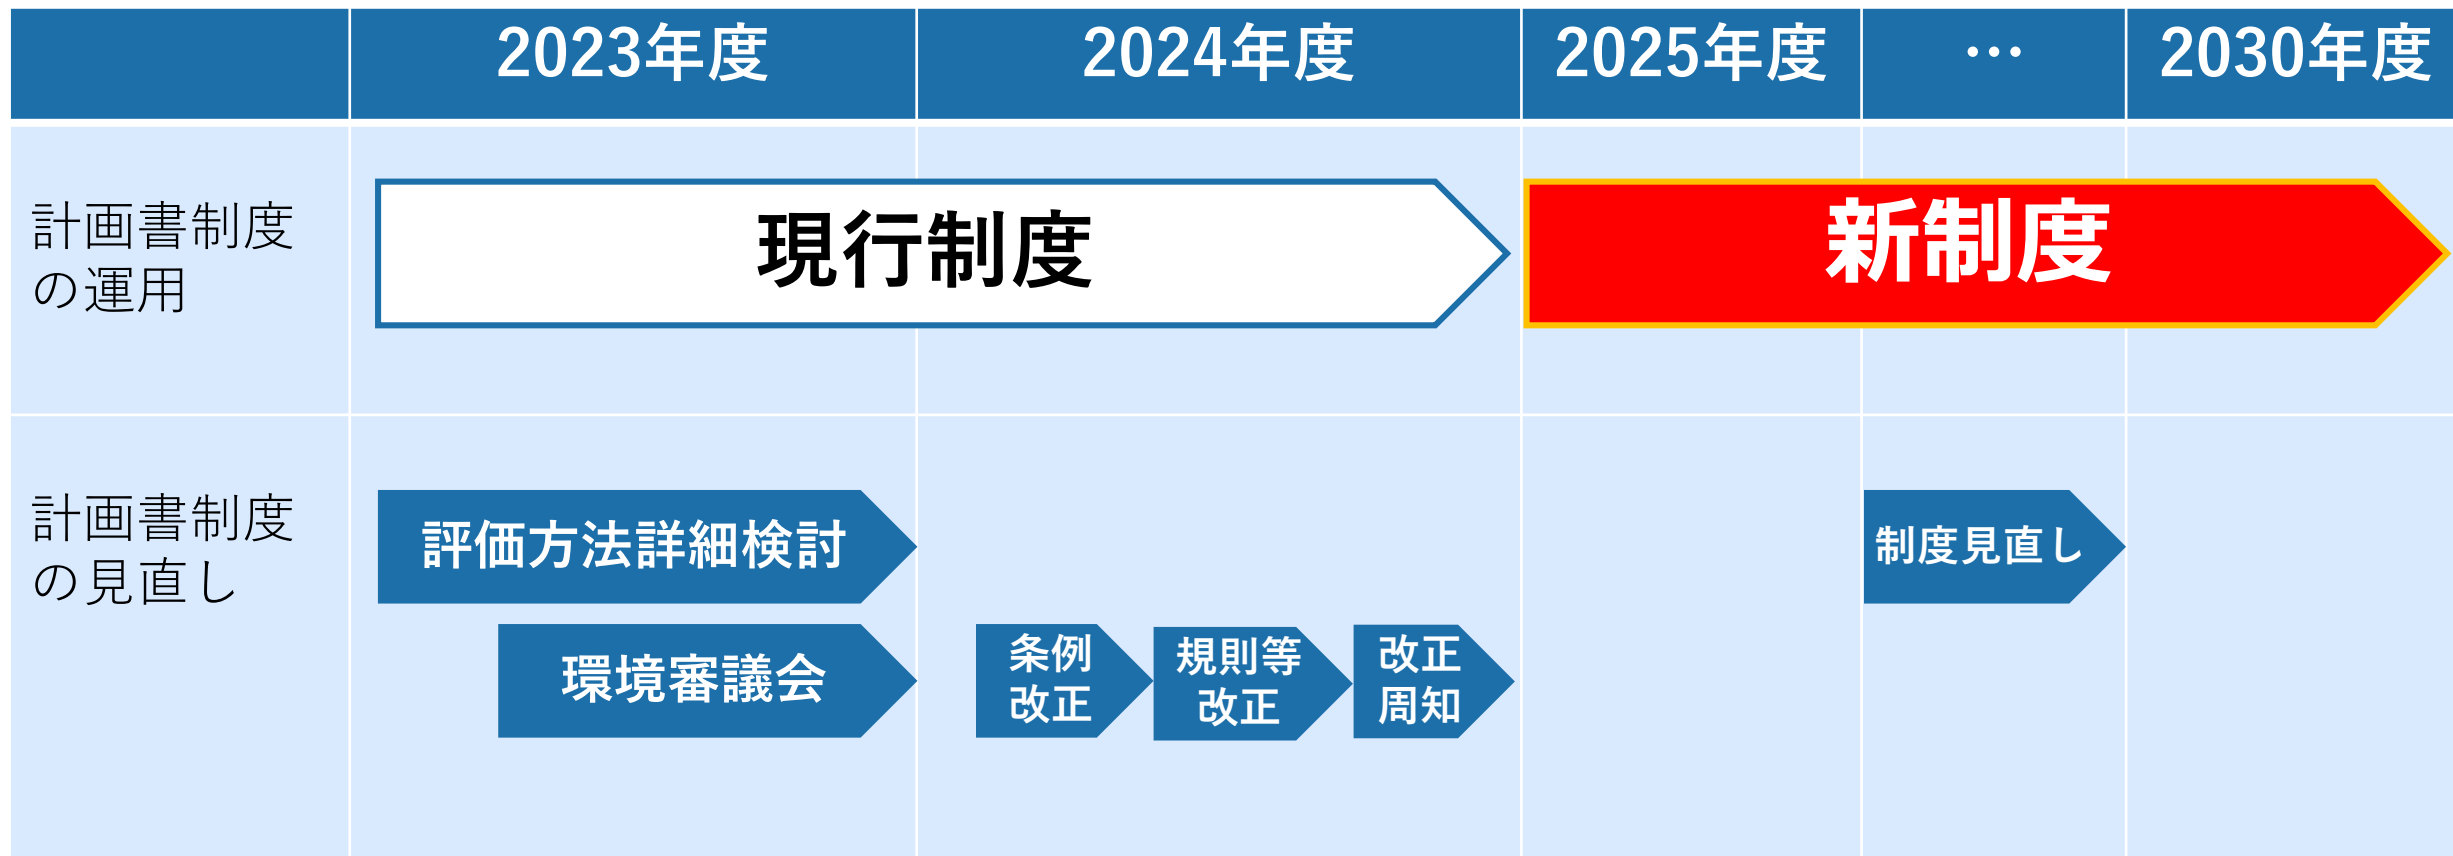 2023年度 2024年度 2025年度 … 2030年度
計画書制度
の運用
現行制度
新制度
計画書制度
の見直し
評価方法詳細検討
制度見直し
環境審議会
条例
改正
規則等
改正
改正
周知